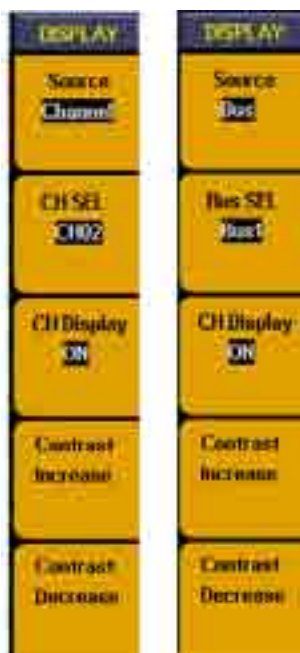 DISPLAY
Source
Channel
CH SEL
CH02
CH Display
ON
Contrast
Increase
Contrast
Decrease
DISPLAY
Source
Bus
Bus SEL
Bus1
CH Display
ON
Contrast
Increase
Contrast
Decrease